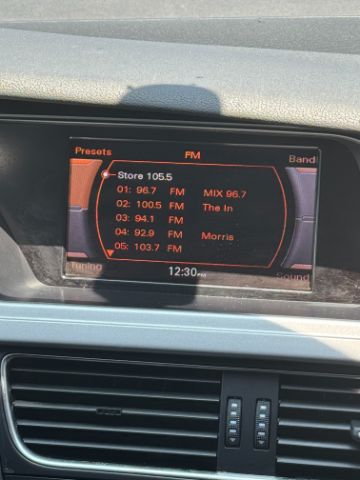 Presets FM Band
Store 105.5
01: 96.7 FM MIX 96.7
02: 100.5 FM The In
03: 94.1 FM
04: 92.9 FM Morris
05: 103.7 FM
Tuning 12:30 PM Sound